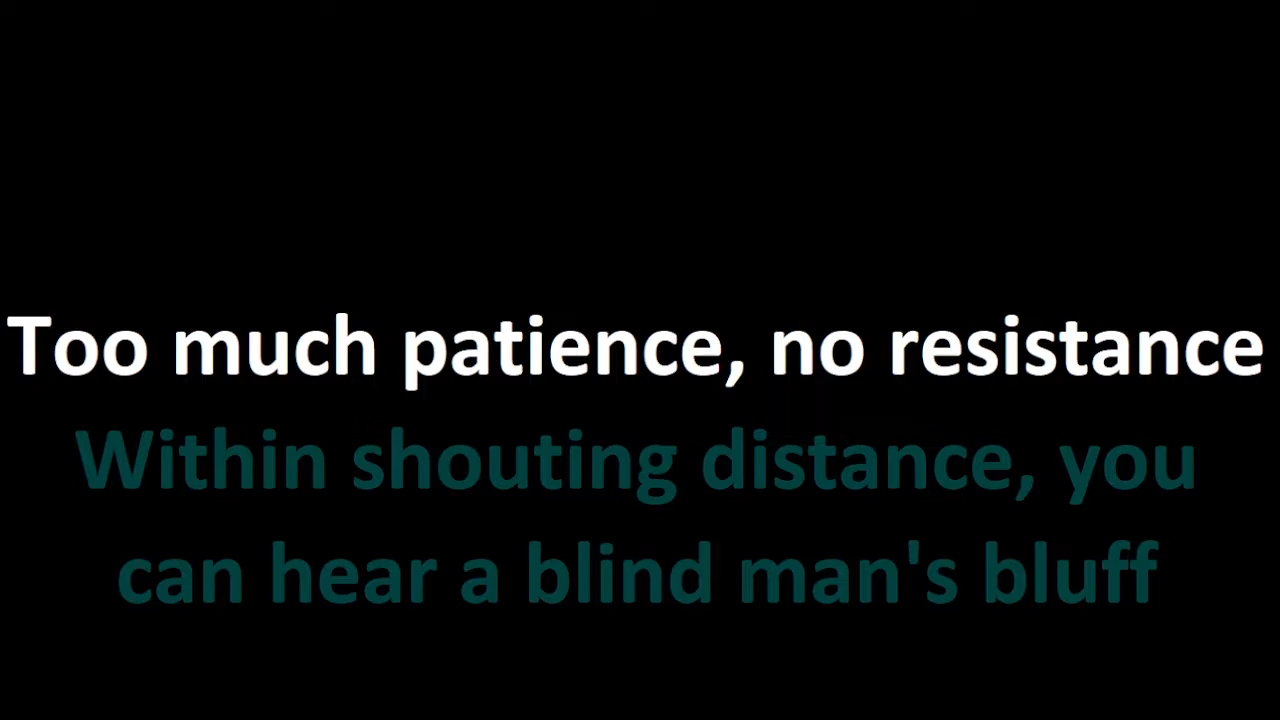 Too much patience, no resistance
Within shouting distance, you
can hear a blind man's bluff